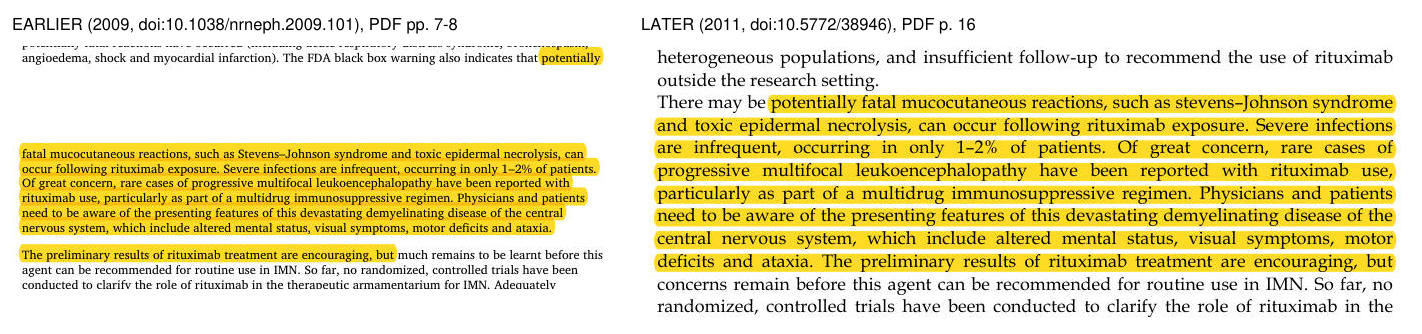 EARLIER (2009, doi:10.1038/nrneph.2009.101), PDF pp. 7-8
angioedema, shock and myocardial infarction). The FDA black box warning also indicates that potentially
fatal mucocutaneous reactions, such as Stevens–Johnson syndrome and toxic epidermal necrolysis, can
occur following rituximab exposure. Severe infections are infrequent, occurring in only 1–2% of patients.
Of great concern, rare cases of progressive multifocal leukoencephalopathy have been reported with
rituximab use, particularly as part of a multidrug immunosuppressive regimen. Physicians and patients
need to be aware of the presenting features of this devastating demyelinating disease of the central
nervous system, which include altered mental status, visual symptoms, motor deficits and ataxia.
The preliminary results of rituximab treatment are encouraging, but much remains to be learnt before this
agent can be recommended for routine use in IMN. So far, no randomized, controlled trials have been
conducted to clarify the role of rituximab in the therapeutic armamentarium for IMN. Adequately
LATER (2011, doi:10.5772/38946), PDF p. 16
heterogeneous populations, and insufficient follow-up to recommend the use of rituximab
outside the research setting.
There may be potentially fatal mucocutaneous reactions, such as stevens–Johnson syndrome
and toxic epidermal necrolysis, can occur following rituximab exposure. Severe infections
are infrequent, occurring in only 1–2% of patients. Of great concern, rare cases of
progressive multifocal leukoencephalopathy have been reported with rituximab use,
particularly as part of a multidrug immunosuppressive regimen. Physicians and patients
need to be aware of the presenting features of this devastating demyelinating disease of the
central nervous system, which include altered mental status, visual symptoms, motor
deficits and ataxia. The preliminary results of rituximab treatment are encouraging, but
concerns remain before this agent can be recommended for routine use in IMN. So far, no
randomized, controlled trials have been conducted to clarify the role of rituximab in the